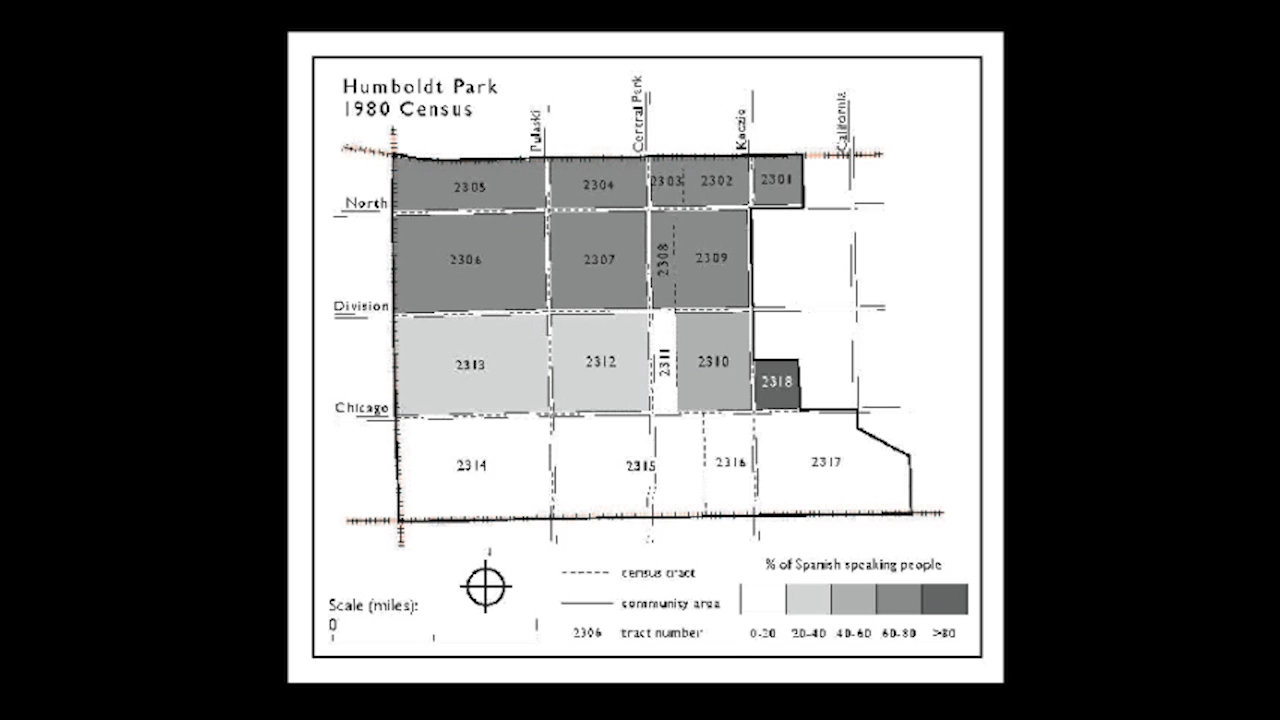 Humboldt Park
1980 Census
Pulaski
Central Park
Kedzie
California
2305
2304
2303
2302
2301
North
2306
2307
2308
2309
Division
2313
2312
2311
2310
2318
Chicago
2314
2315
2316
2317
% of Spanish speaking people
census tract
community area
Scale (miles):
0
2306
tract number
0-20
20-40
40-60
60-80
>80